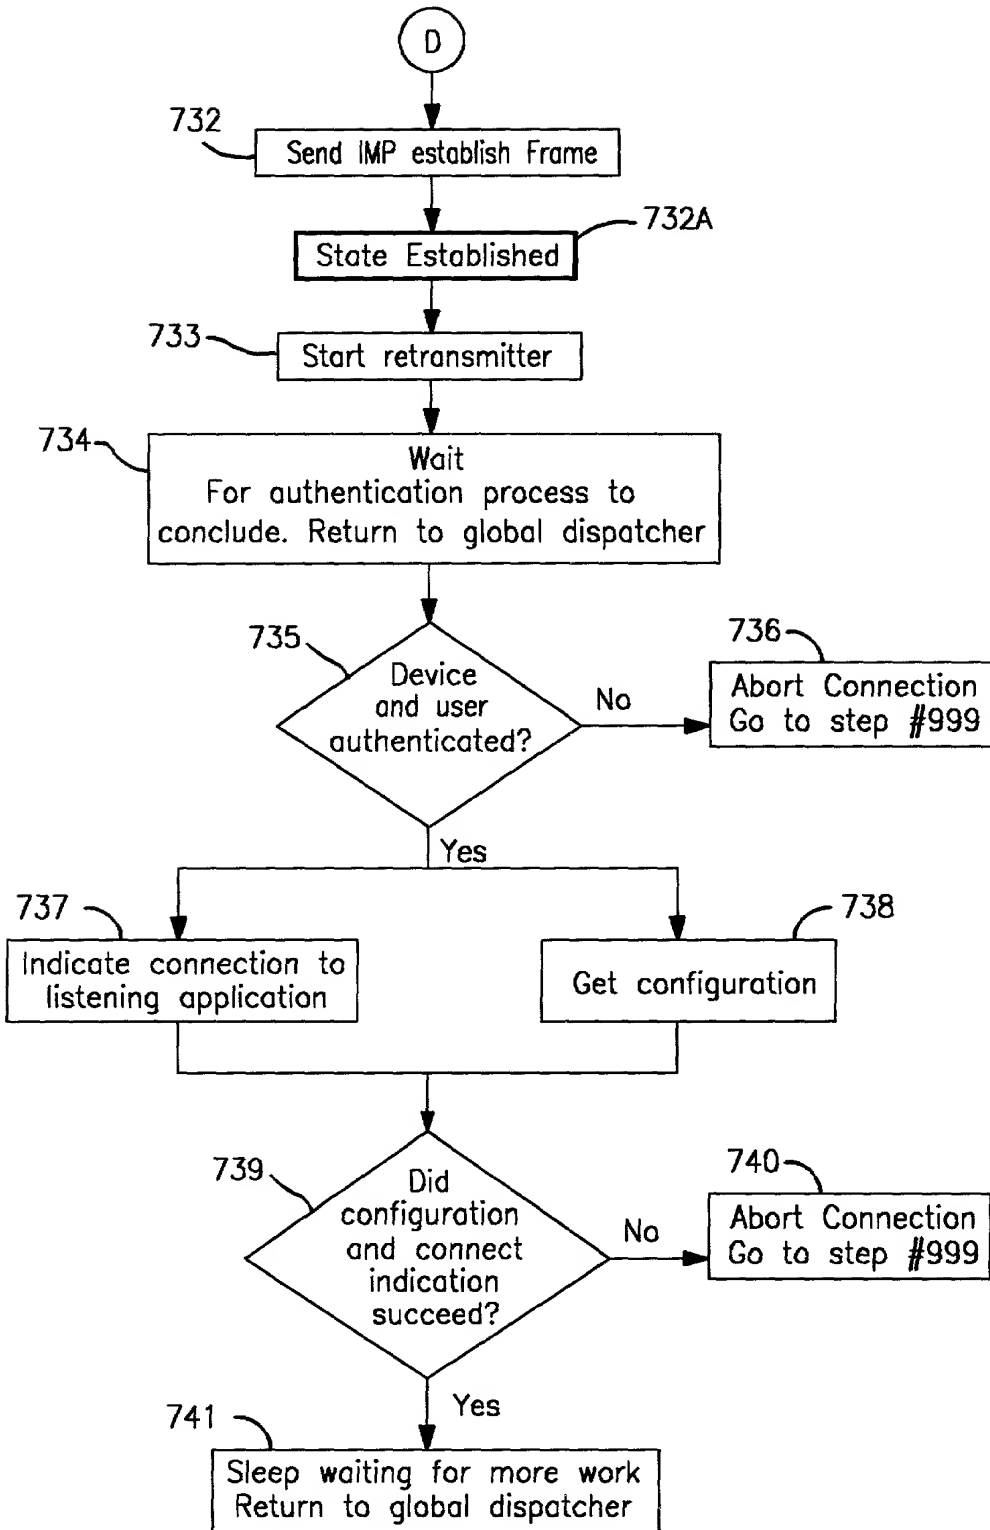 D
732
Send IMP establish Frame
732A
State Established
733
Start retransmitter
734
Wait
For authentication process to
conclude. Return to global dispatcher
735
Device
and user
authenticated?
No
736
Abort Connection
Go to step #999
Yes
737
Indicate connection to
listening application
738
Get configuration
739
Did
configuration
and connect
indication
succeed?
No
740
Abort Connection
Go to step #999
Yes
741
Sleep waiting for more work
Return to global dispatcher